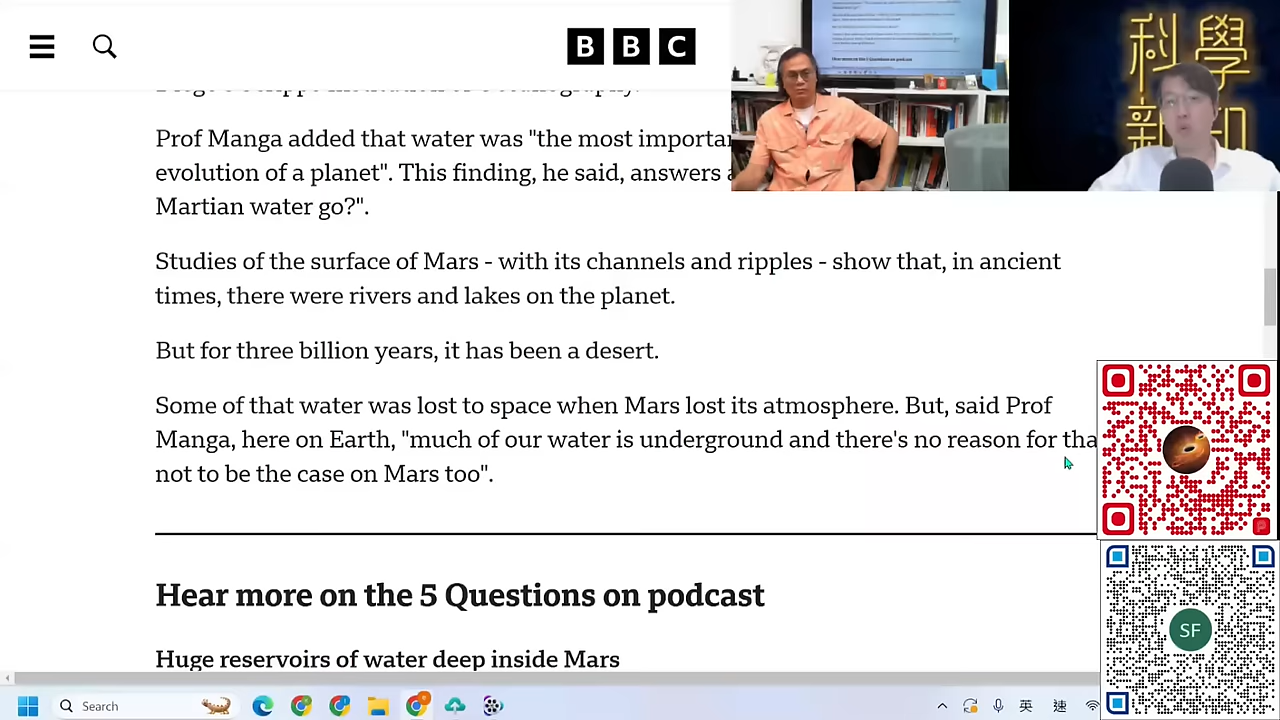 BBC
Prof Manga added that water was "the most importan
evolution of a planet". This finding, he said, answers
Martian water go?".
Studies of the surface of Mars - with its channels and ripples - show that, in ancient
times, there were rivers and lakes on the planet.
But for three billion years, it has been a desert.
Some of that water was lost to space when Mars lost its atmosphere. But, said Prof
Manga, here on Earth, "much of our water is underground and there's no reason for tha
not to be the case on Mars too".
Hear more on the 5 Questions on podcast
Huge reservoirs of water deep inside Mars
科學
新知
SF
Search
英
速